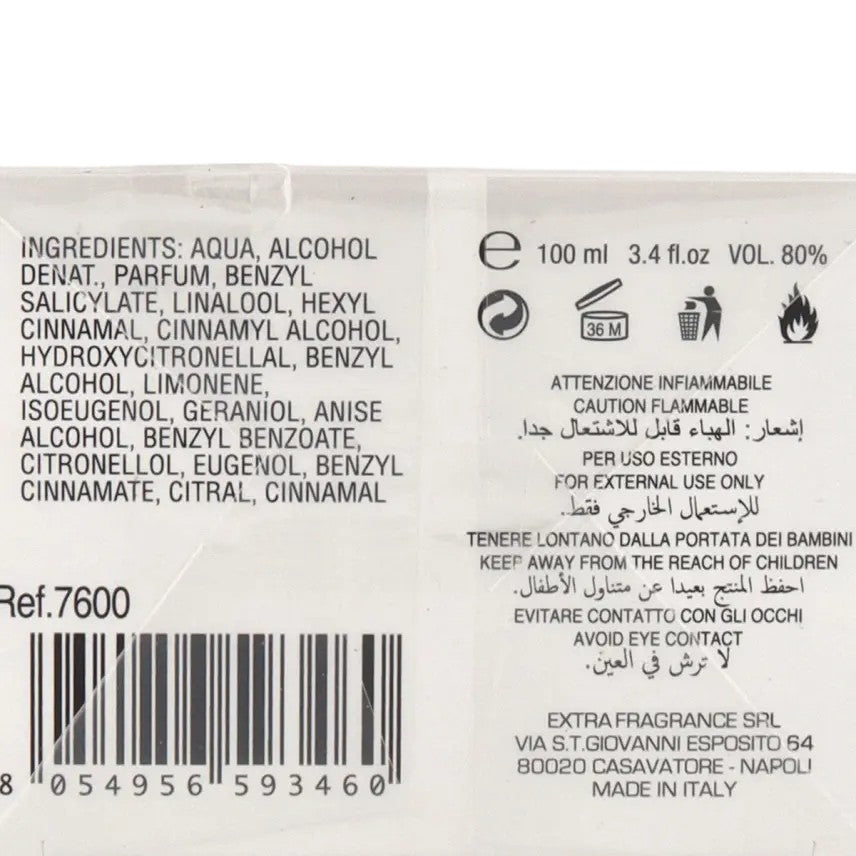 INGREDIENTS: AQUA, ALCOHOL
DENAT., PARFUM, BENZYL
SALICYLATE, LINALOOL, HEXYL
CINNAMAL, CINNAMYL ALCOHOL,
HYDROXYCITRONELLAL, BENZYL
ALCOHOL, LIMONENE,
ISOEUGENOL, GERANIOL, ANISE
ALCOHOL, BENZYL BENZOATE,
CITRONELLOL, EUGENOL, BENZYL
CINNAMATE, CITRAL, CINNAMAL
Ref.7600
8 054956 593460
℮ 100 ml 3.4 fl.oz VOL. 80%
36 M
ATTENZIONE INFIAMMABILE
CAUTION FLAMMABLE
إشعار: الهباء قابل للاشتعال جدا.
PER USO ESTERNO
FOR EXTERNAL USE ONLY
للإستعمال الخارجي فقط.
TENERE LONTANO DALLA PORTATA DEI BAMBINI
KEEP AWAY FROM THE REACH OF CHILDREN
احفظ المنتج بعيدا عن متناول الأطفال.
EVITARE CONTATTO CON GLI OCCHI
AVOID EYE CONTACT
لا ترش في العين.
EXTRA FRAGRANCE SRL
VIA S.T.GIOVANNI ESPOSITO 64
80020 CASAVATORE - NAPOLI
MADE IN ITALY